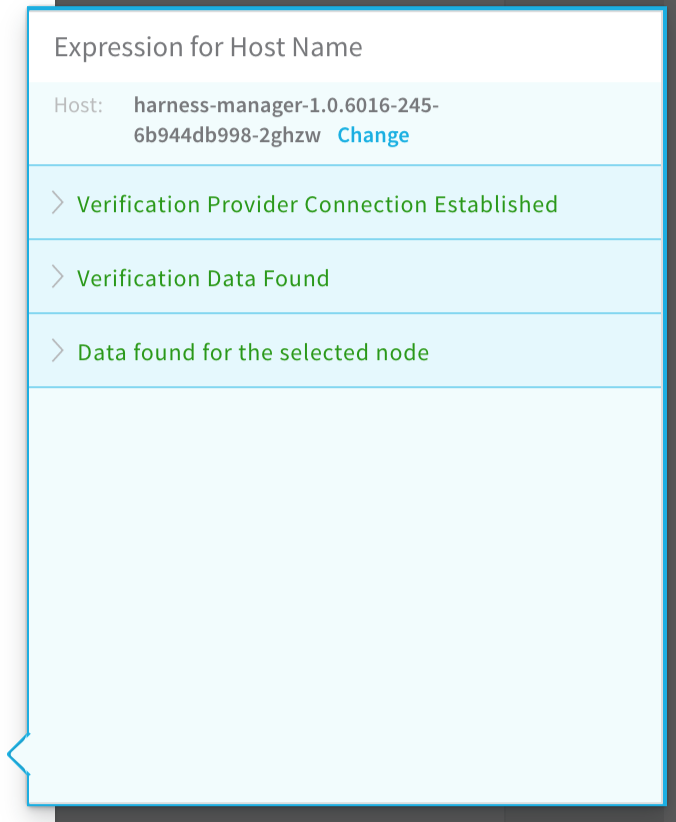 Expression for Host Name
Host: harness-manager-1.0.6016-245-
6b944db998-2ghzw Change
Verification Provider Connection Established
Verification Data Found
Data found for the selected node